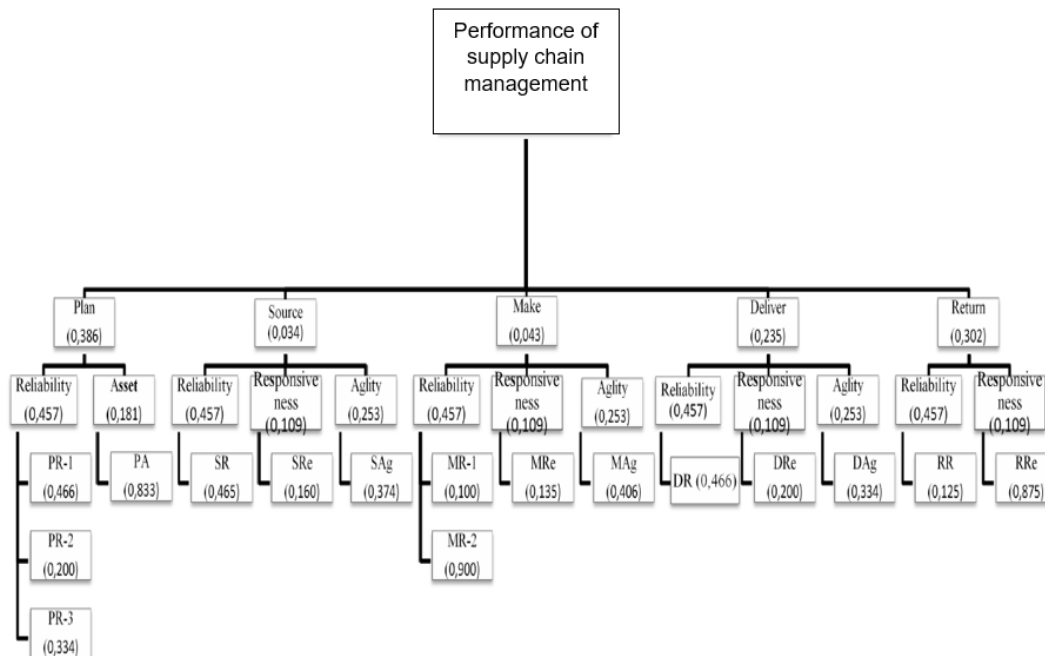 Performance of
supply chain
management
Plan
(0,386)
Source
(0,034)
Make
(0,043)
Deliver
(0,235)
Return
(0,302)
Reliability
(0,457)
Asset
(0,181)
Reliability
(0,457)
Responsive
ness
(0,109)
Aglity
(0,253)
Reliability
(0,457)
Responsive
ness
(0,109)
Aglity
(0,253)
Reliability
(0,457)
Responsive
ness
(0,109)
Aglity
(0,253)
Reliability
(0,457)
Responsive
ness
(0,109)
PR-1
(0,466)
PA
(0,833)
SR
(0,465)
SRe
(0,160)
SAg
(0,374)
MR-1
(0,100)
MRe
(0,135)
MAg
(0,406)
DR (0,466)
DRe
(0,200)
DAg
(0,334)
RR
(0,125)
RRe
(0,875)
PR-2
(0,200)
MR-2
(0,900)
PR-3
(0,334)